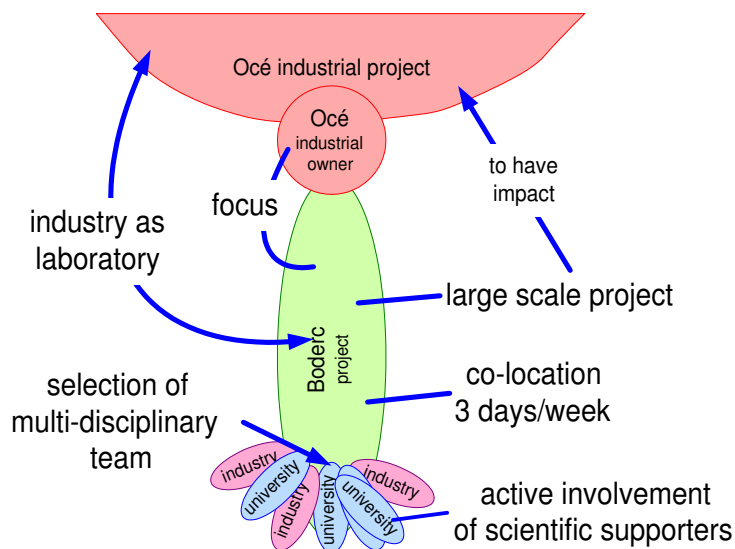 Océ industrial project
Océ
industrial
owner
to have
impact
focus
industry as
laboratory
large scale project
Boderc
project
co-location
3 days/week
selection of
multi-disciplinary
team
industry
university
industry
university
university
industry
active involvement
of scientific supporters